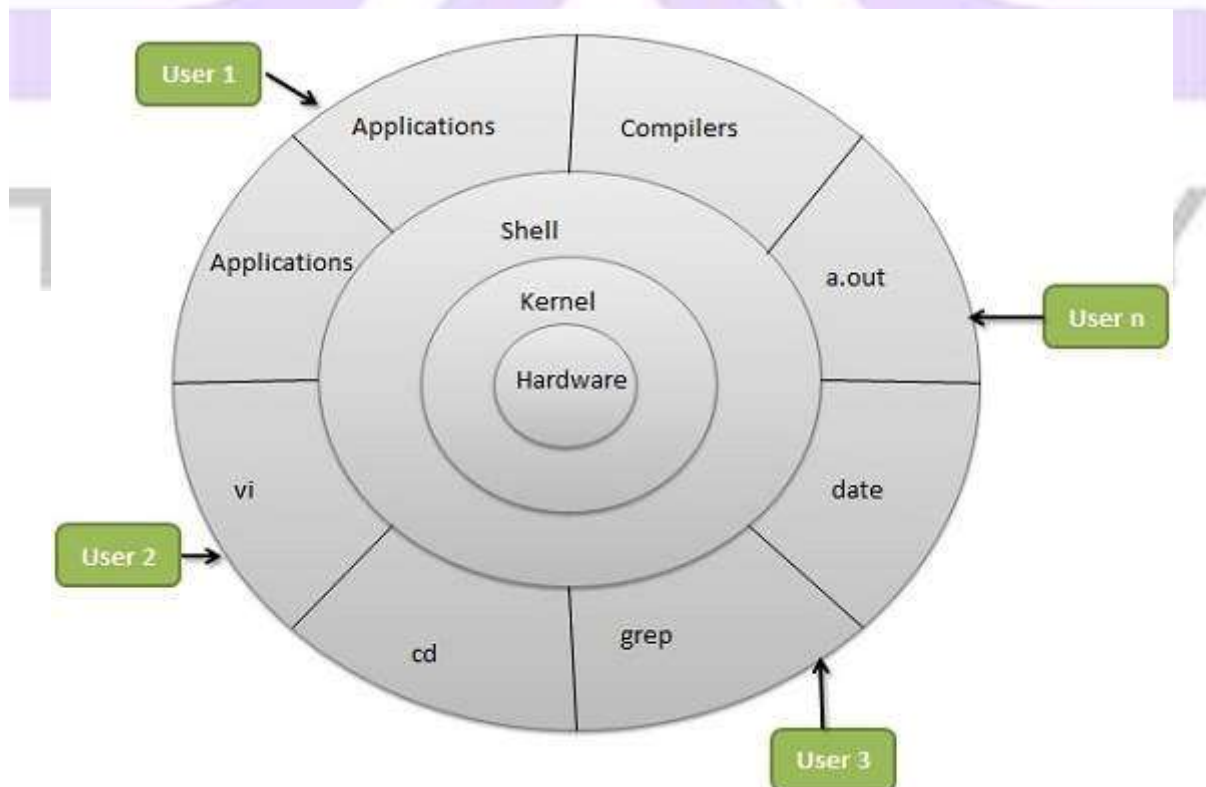 User 1
Applications
Compilers
Shell
Applications
a.out
Kernel
User n
Hardware
vi
date
User 2
grep
cd
User 3